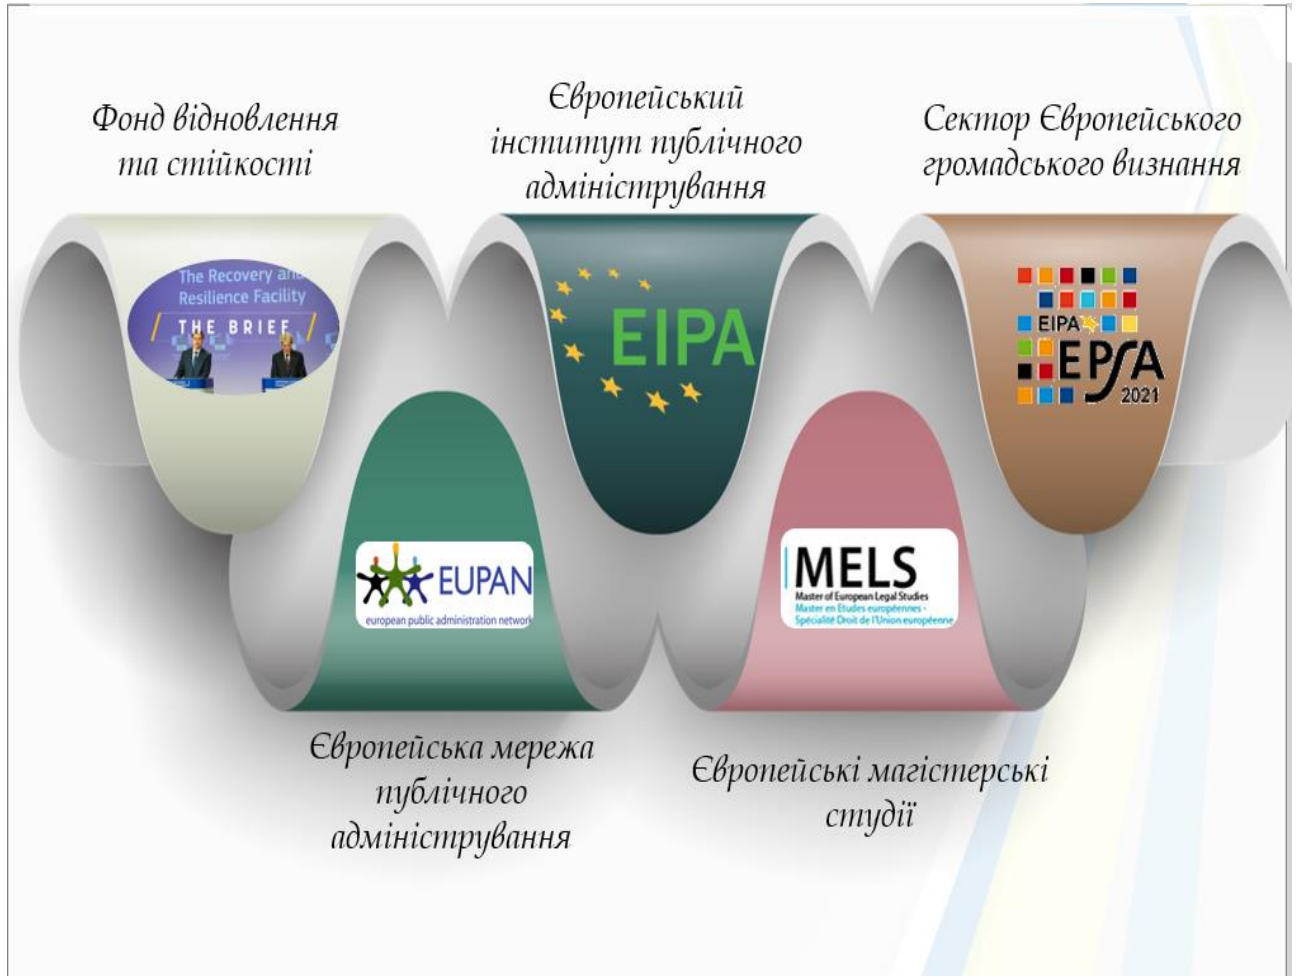 Фонд відновлення
та стійкості
Європейський
інститут публічного
адміністрування
Сектор Європейського
громадського визнання
The Recovery and
Resilience Facility
THE BRIEF
EIPA
EIPA
EPSA
2021
EUPAN
european public administration network
MELS
Master of European Legal Studies
Master en Etudes européennes -
Spécialité Droit de l'Union européenne
Європейська мережа
публічного
адміністрування
Європейські магістерські
студії